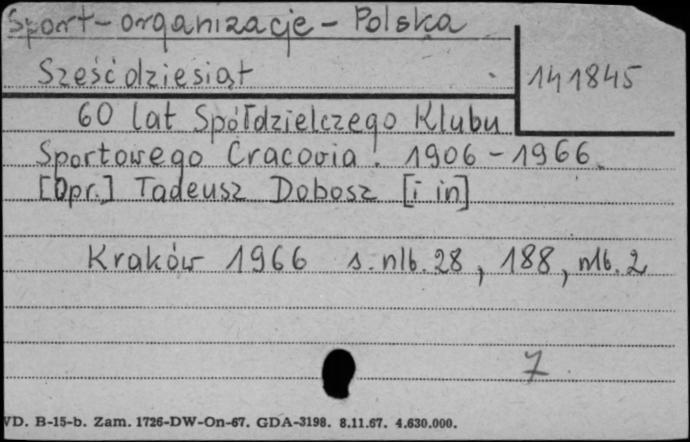 Sport - organizacje - Polska
Sześćdziesiąt
141845
60 lat Spółdzielczego Klubu
Sportowego Cracovia. 1906-1966.
[Opr.] Tadeusz Dobosz [i in]
Kraków 1966 s. nlb. 28, 188, nlb. 2
7
VD. B-15-b. Zam. 1726-DW-On-67. GDA-3198. 8.11.67. 4.630.000.